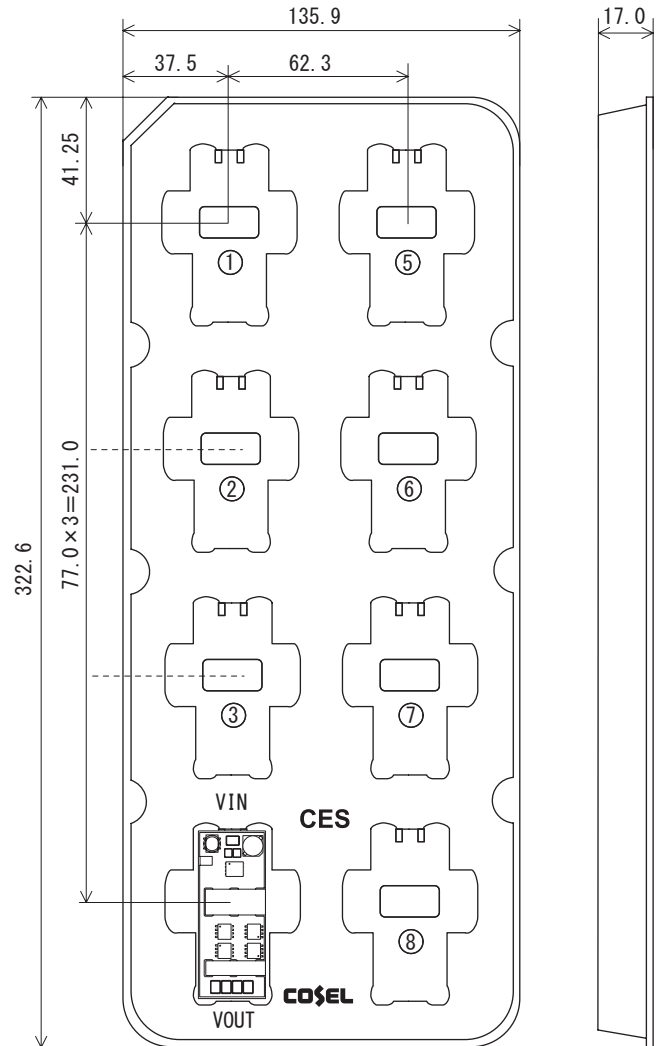 135.9
17.0
37.5
62.3
41.25
① ⑤
77.0×3=231.0
② ⑥
322.6
③ ⑦
VIN
CES
⑧
COSEL
VOUT